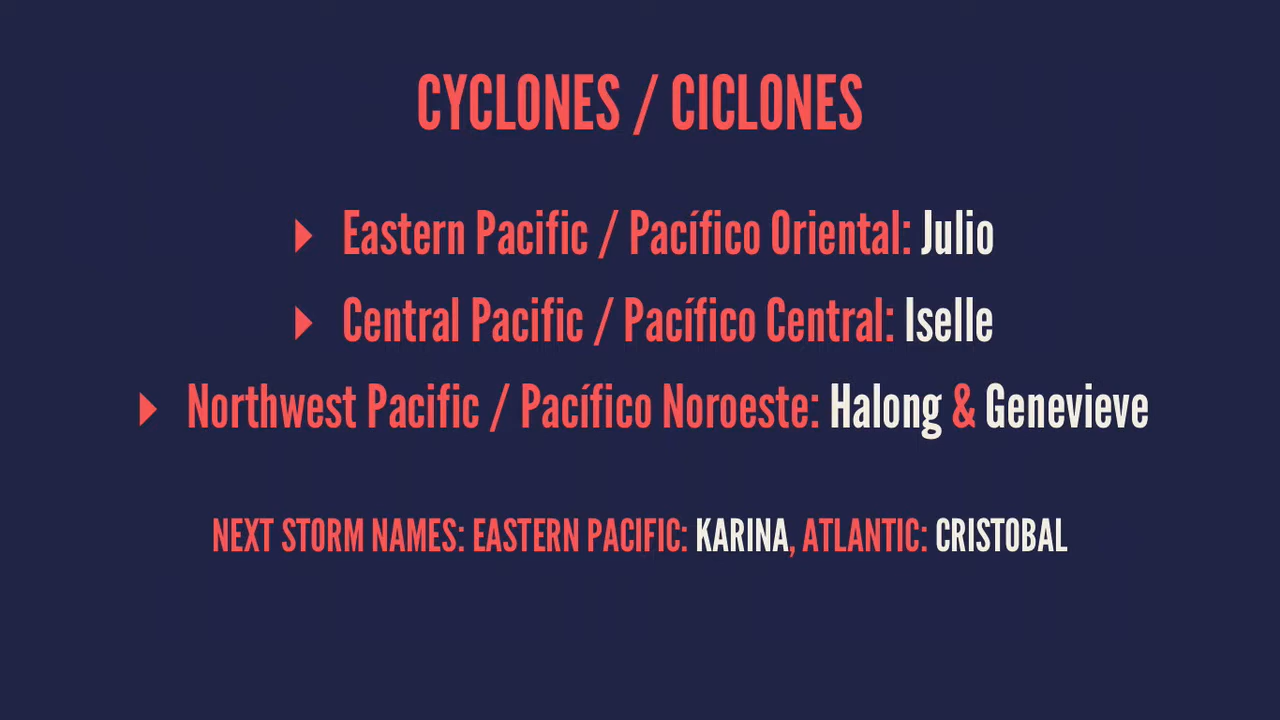 CYCLONES / CICLONES
Eastern Pacific / Pacífico Oriental: Julio
Central Pacific / Pacífico Central: Iselle
Northwest Pacific / Pacífico Noroeste: Halong & Genevieve
NEXT STORM NAMES: EASTERN PACIFIC: KARINA, ATLANTIC: CRISTOBAL